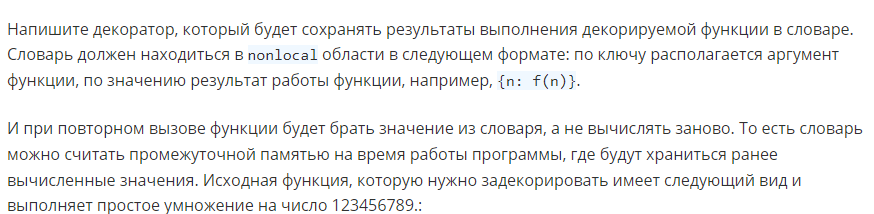 Напишите декоратор, который будет сохранять результаты выполнения декорируемой функции в словаре.
Словарь должен находиться в nonlocal области в следующем формате: по ключу располагается аргумент
функции, по значению результат работы функции, например, {n: f(n)}.
И при повторном вызове функции будет брать значение из словаря, а не вычислять заново. То есть словарь
можно считать промежуточной памятью на время работы программы, где будут храниться ранее
вычисленные значения. Исходная функция, которую нужно задекорировать имеет следующий вид и
выполняет простое умножение на число 123456789.: